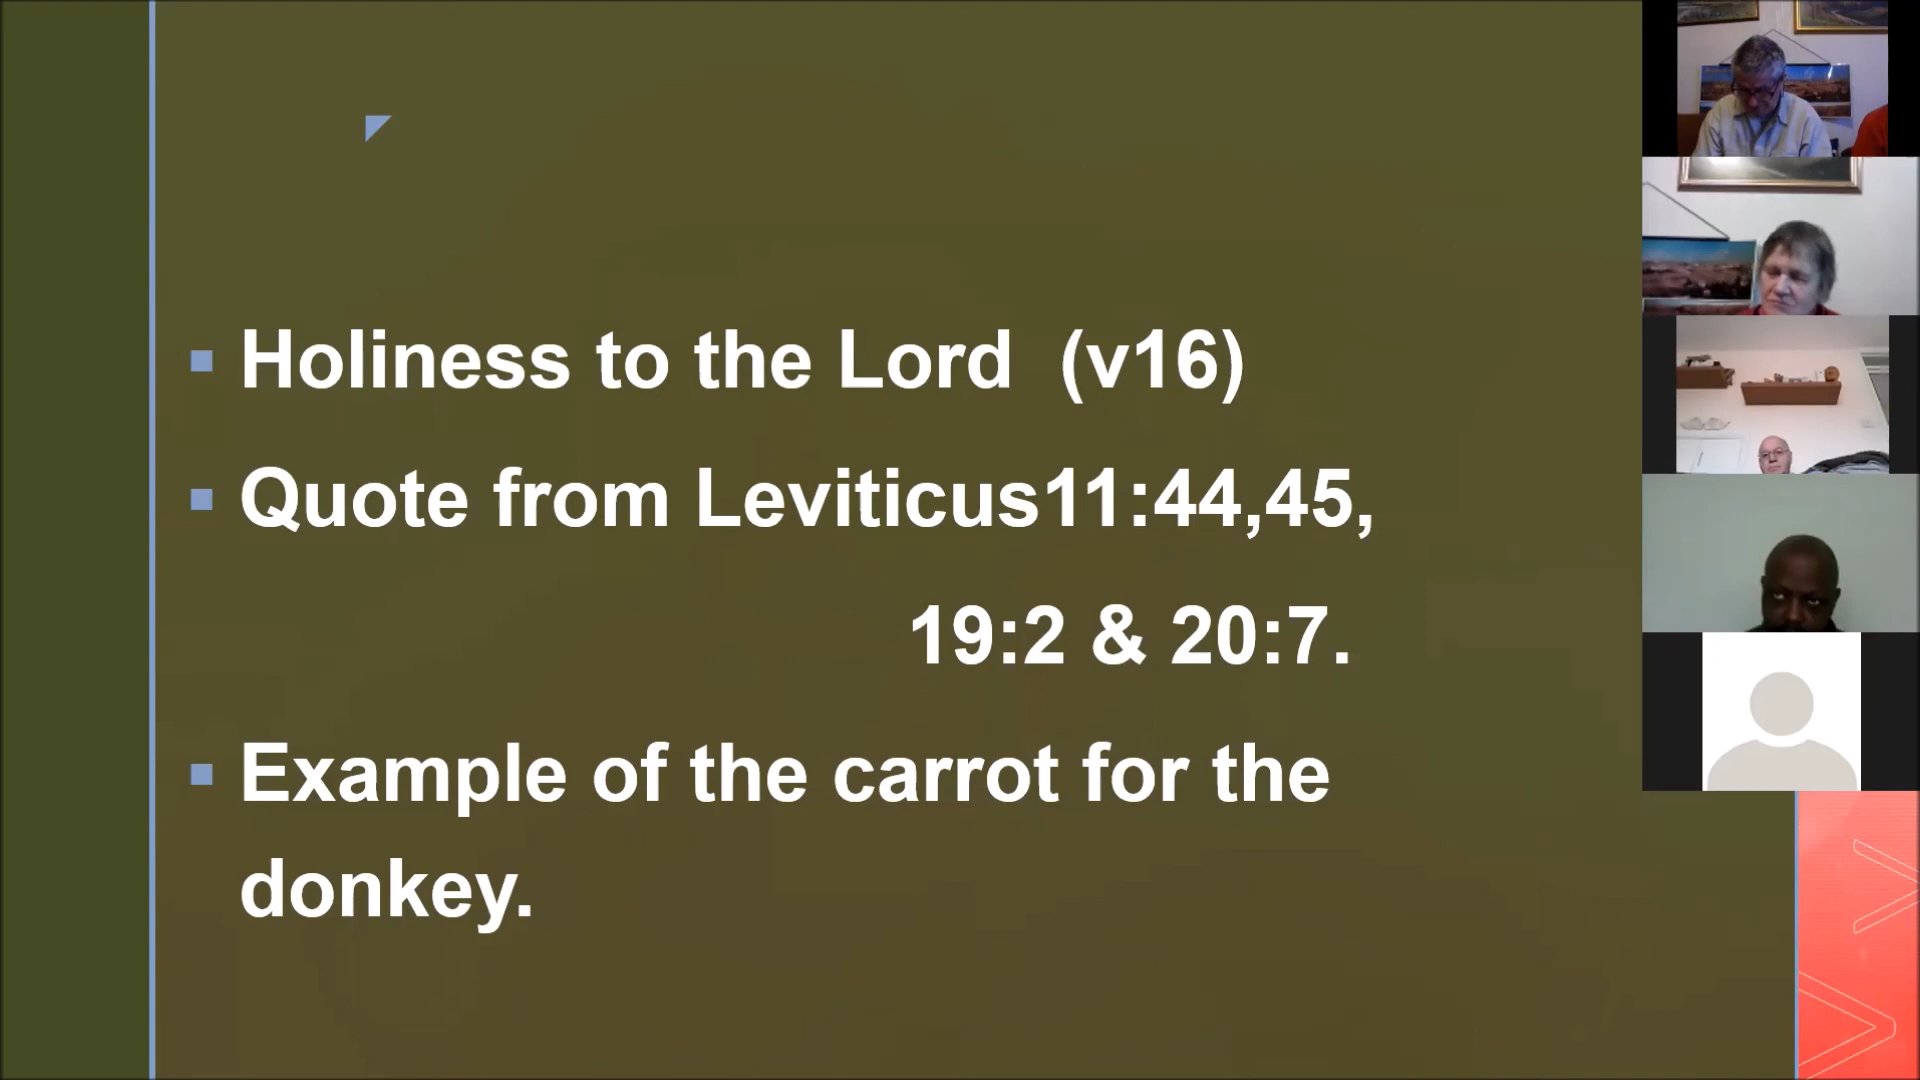 Holiness to the Lord (v16)
Quote from Leviticus11:44,45,
19:2 & 20:7.
Example of the carrot for the
donkey.